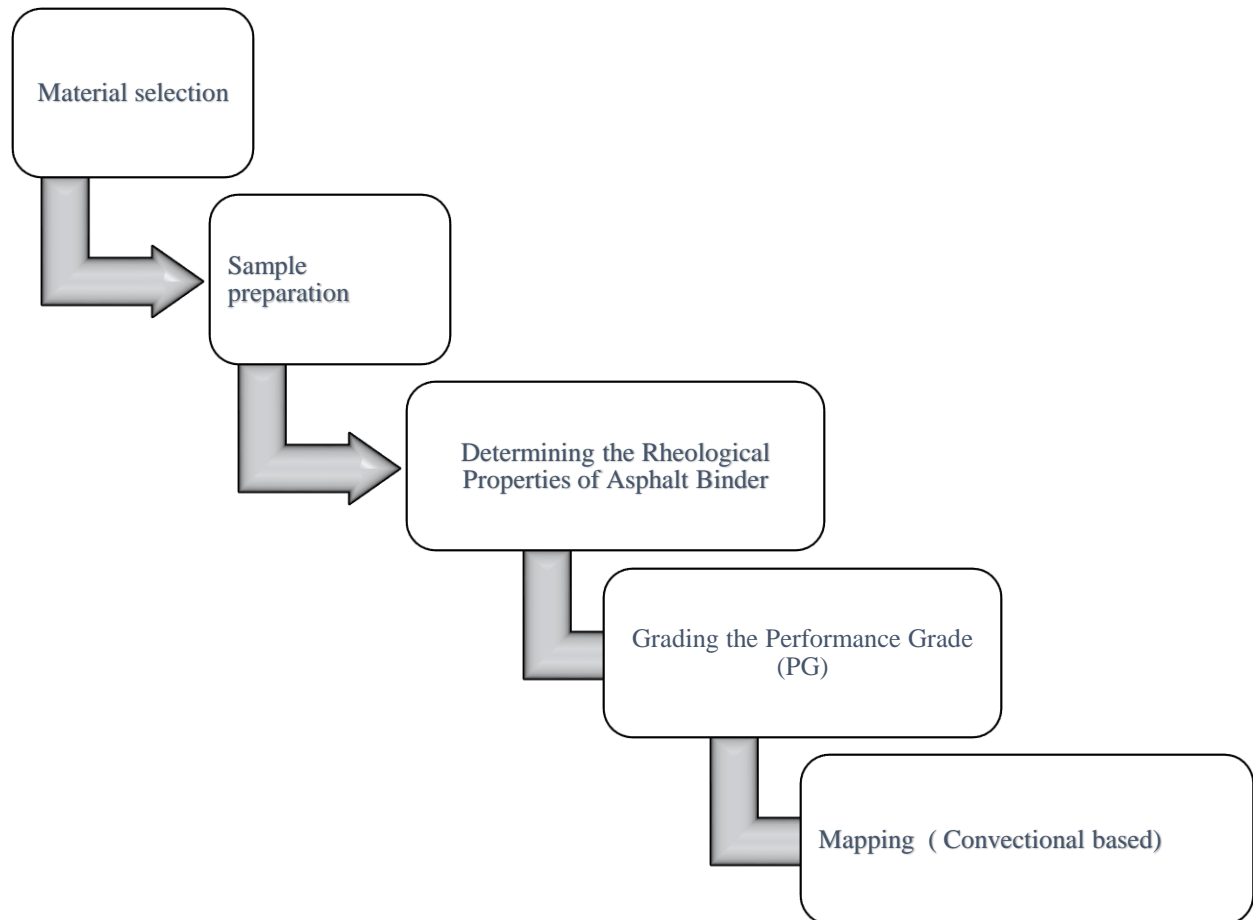 Material selection
Sample
preparation
Determining the Rheological
Properties of Asphalt Binder
Grading the Performance Grade
(PG)
Mapping ( Convectional based)